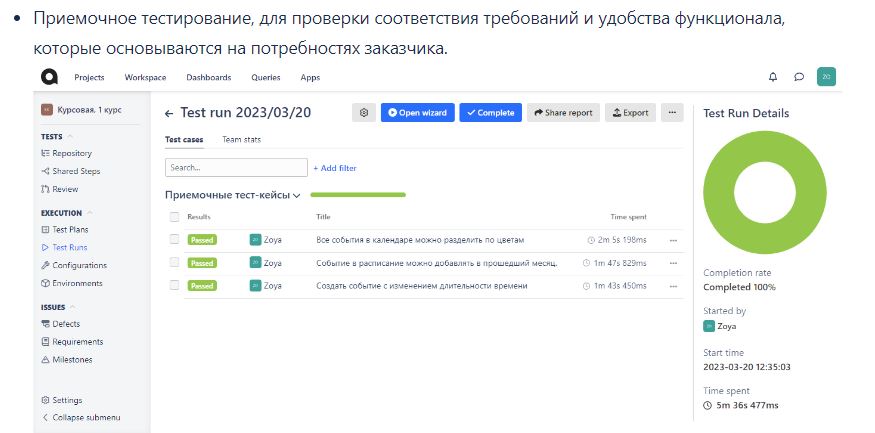 • Приемочное тестирование, для проверки соответствия требований и удобства функционала,
которые основываются на потребностях заказчика.
Projects Workspace Dashboards Queries Apps ZO
Курсовая, 1 курс
TESTS
Repository
Shared Steps
Review
EXECUTION
Test Plans
Test Runs
Configurations
Environments
ISSUES
Defects
Requirements
Milestones
Settings
Collapse submenu
← Test run 2023/03/20 Open wizard Complete Share report Export ...
Test cases Team stats
Search... + Add filter
Приемочные тест-кейсы
Results Title Time spent
Passed ZO Zoya Все события в календаре можно разделить по цветам 2m 5s 198ms ...
Passed ZO Zoya Событие в расписание можно добавлять в прошедший месяц. 1m 47s 829ms ...
Passed ZO Zoya Создать событие с изменением длительности времени 1m 43s 450ms ...
Test Run Details
Completion rate
Completed 100%
Started by
ZO Zoya
Start time
2023-03-20 12:35:03
Time spent
5m 36s 477ms